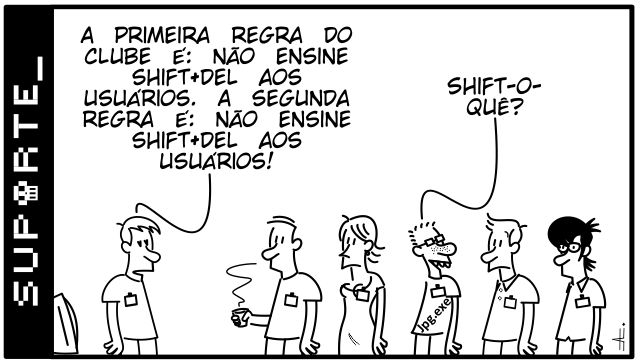 SUPORTE_
A PRIMEIRA REGRA DO
CLUBE É: NÃO ENSINE
SHIFT+DEL AOS
USUÁRIOS. A SEGUNDA
REGRA É: NÃO ENSINE
SHIFT+DEL AOS
USUÁRIOS!
SHIFT-O-
QUÊ?
Jpg.exe